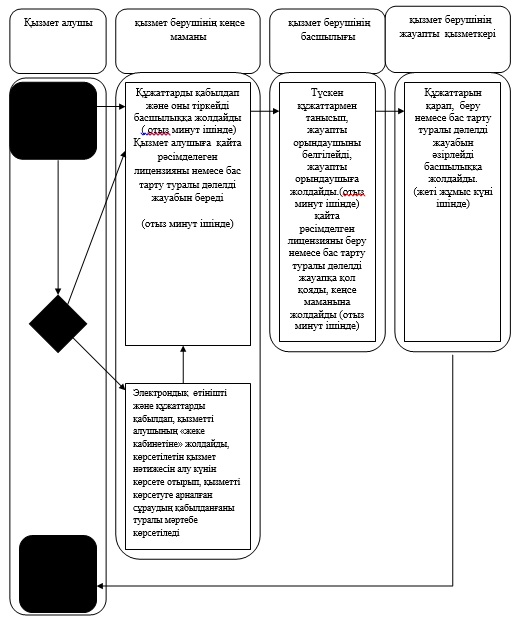 Қызмет алушы
қызмет берушінің кеңсе
маманы
қызмет берушінің
басшылығы
қызмет берушінің
жауапты қызметкері
Құжаттарды қабылдап
және оны тіркейді
басшылыққа жолдайды
( отыз минут ішінде)
Қызмет алушыға қайта
рәсімделеген
лицензияны немесе бас
тарту туралы дәлелді
жауабын береді
(отыз минут ішінде)
Түскен
құжаттармен
танысып,
жауапты
орындаушыны
белгілейді,
жауапты
орындаушыға
жолдайды.(отыз
минут ішінде)
қайта
рәсімделген
лицензияны беру
немесе бас тарту
туралы дәлелді
жауапқа қол
қояды, кеңсе
маманына
жолдайды (отыз
минут ішінде)
Құжаттарын
қарап, беру
немесе бас тарту
туралы дәлелді
жауабын
әзірлейді
басшылыққа
жолдайды.
(жеті жұмыс күні
ішінде)
Электрондық өтінішті
және құжаттарды
қабылдап, қызметті
алушының «жеке
кабинетіне» жолдайды,
көрсетілетін қызмет
нәтижесін алу күнін
көрсете отырып, қызметті
көрсетуге арналған
сұраудың қабылданғаны
туралы мәртебе
көрсетіледі